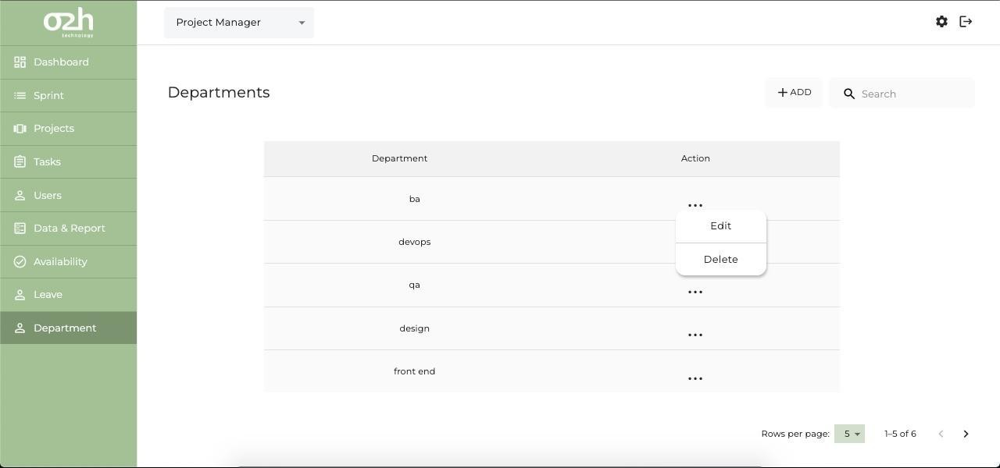 o2h
technology
Project Manager
Dashboard
Sprint
Projects
Tasks
Users
Data & Report
Availability
Leave
Department
Departments
+ ADD
Search
Department Action
ba ...
Edit
devops
Delete
qa ...
design ...
front end ...
Rows per page: 5 1–5 of 6